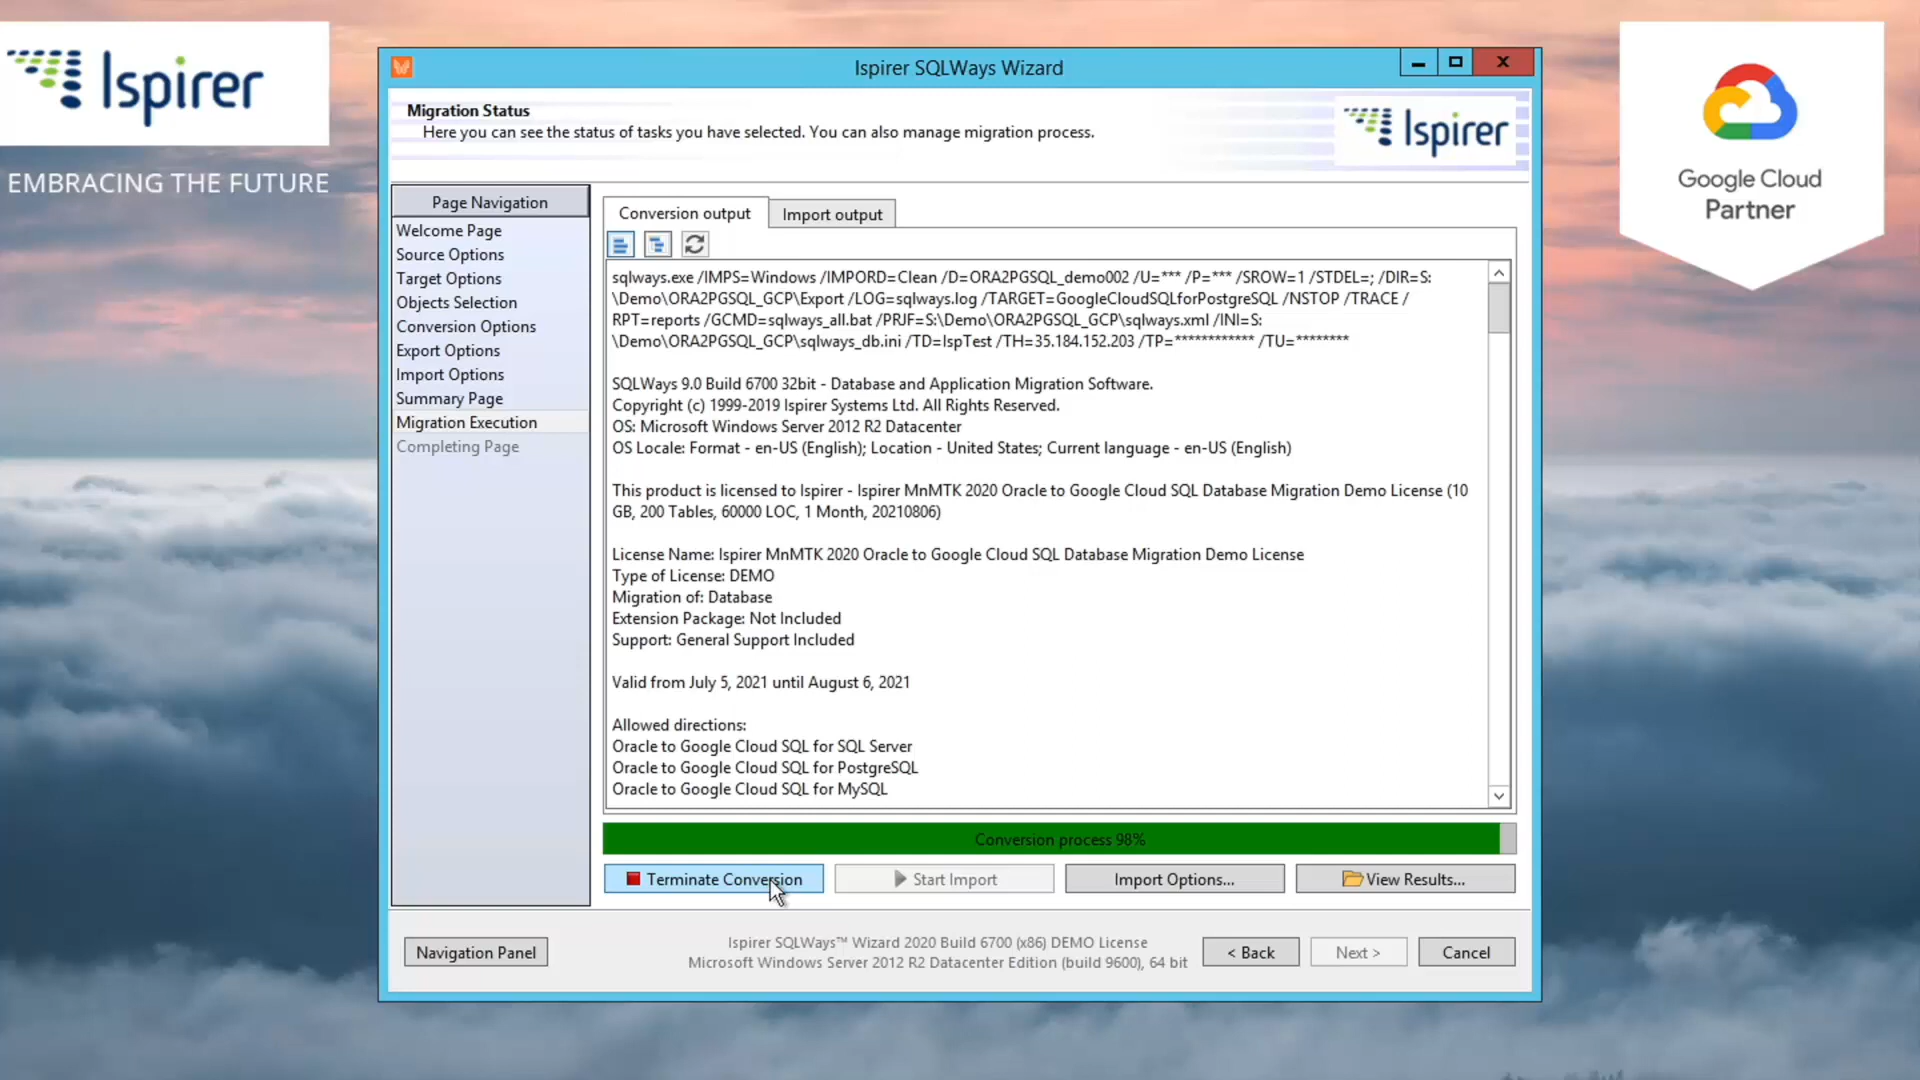 Ispirer
EMBRACING THE FUTURE
Google Cloud
Partner
Ispirer SQLWays Wizard
Migration Status
Here you can see the status of tasks you have selected. You can also manage migration process.
Ispirer
Page Navigation
Welcome Page
Source Options
Target Options
Objects Selection
Conversion Options
Export Options
Import Options
Summary Page
Migration Execution
Completing Page
Conversion output
Import output
sqlways.exe /IMPS=Windows /IMPORD=Clean /D=ORA2PGSQL_demo002 /U=*** /P=*** /SROW=1 /STDEL=; /DIR=S:
\Demo\ORA2PGSQL_GCP\Export /LOG=sqlways.log /TARGET=GoogleCloudSQLforPostgreSQL /NSTOP /TRACE /
RPT=reports /GCMD=sqlways_all.bat /PRJF=S:\Demo\ORA2PGSQL_GCP\sqlways.xml /INI=S:
\Demo\ORA2PGSQL_GCP\sqlways_db.ini /TD=IspTest /TH=35.184.152.203 /TP=************ /TU=********
SQLWays 9.0 Build 6700 32bit - Database and Application Migration Software.
Copyright (c) 1999-2019 Ispirer Systems Ltd. All Rights Reserved.
OS: Microsoft Windows Server 2012 R2 Datacenter
OS Locale: Format - en-US (English); Location - United States; Current language - en-US (English)
This product is licensed to Ispirer - Ispirer MnMTK 2020 Oracle to Google Cloud SQL Database Migration Demo License (10
GB, 200 Tables, 60000 LOC, 1 Month, 20210806)
License Name: Ispirer MnMTK 2020 Oracle to Google Cloud SQL Database Migration Demo License
Type of License: DEMO
Migration of: Database
Extension Package: Not Included
Support: General Support Included
Valid from July 5, 2021 until August 6, 2021
Allowed directions:
Oracle to Google Cloud SQL for SQL Server
Oracle to Google Cloud SQL for PostgreSQL
Oracle to Google Cloud SQL for MySQL
Conversion process 98%
Terminate Conversion
Start Import
Import Options...
View Results...
Navigation Panel
Ispirer SQLWays™ Wizard 2020 Build 6700 (x86) DEMO License
Microsoft Windows Server 2012 R2 Datacenter Edition (build 9600), 64 bit
< Back
Next >
Cancel